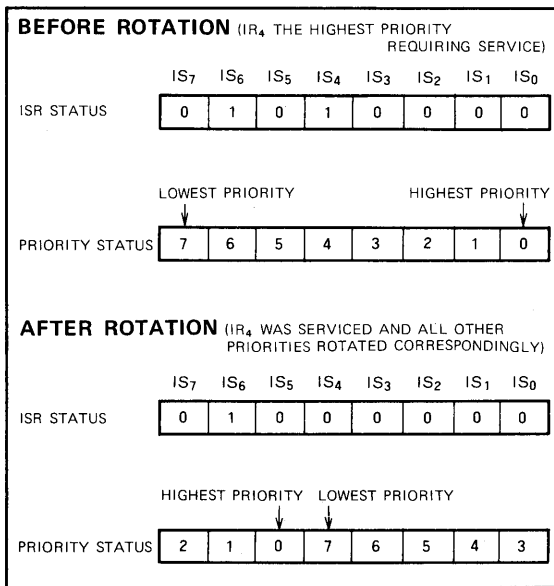 BEFORE ROTATION (IR₄ THE HIGHEST PRIORITY
REQUIRING SERVICE)
IS₇ IS₆ IS₅ IS₄ IS₃ IS₂ IS₁ IS₀
ISR STATUS 0 1 0 1 0 0 0 0
LOWEST PRIORITY HIGHEST PRIORITY
PRIORITY STATUS 7 6 5 4 3 2 1 0
AFTER ROTATION (IR₄ WAS SERVICED AND ALL OTHER
PRIORITIES ROTATED CORRESPONDINGLY)
IS₇ IS₆ IS₅ IS₄ IS₃ IS₂ IS₁ IS₀
ISR STATUS 0 1 0 0 0 0 0 0
HIGHEST PRIORITY LOWEST PRIORITY
PRIORITY STATUS 2 1 0 7 6 5 4 3